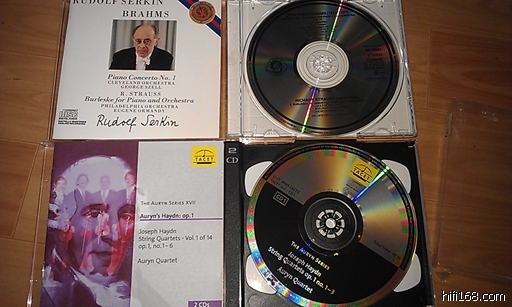 RUDOLF SERKIN
BRAHMS
Piano Concerto No. 1
CLEVELAND ORCHESTRA
GEORGE SZELL
R. STRAUSS
Burleske for Piano and Orchestra
PHILADELPHIA ORCHESTRA
EUGENE ORMANDY
Rudolf Serkin
TACET
THE AURYN SERIES XVII
Auryn's Haydn: op.1
Joseph Haydn
String Quartets - Vol.1 of 14
op.1, no.1–6
Auryn Quartet
2 CDs
2
CD
TACET
CD 1
THE AURYN SERIES
Joseph Haydn
String Quartets op.1 no. 1–3
Auryn Quartet
hifi168.com